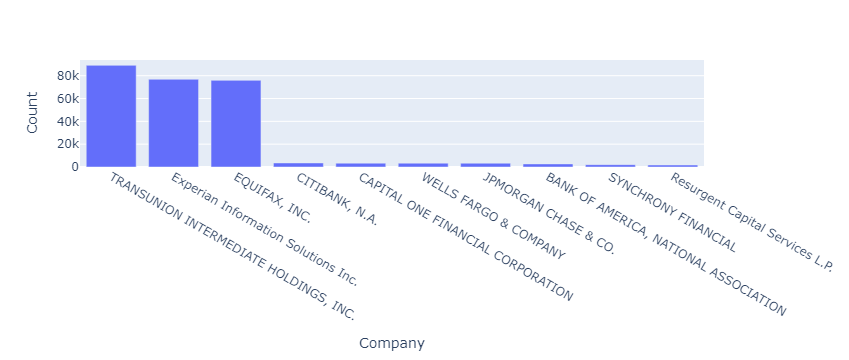 Count
80k
60k
40k
20k
0
TRANSUNION INTERMEDIATE HOLDINGS, INC.
Experian Information Solutions Inc.
EQUIFAX, INC.
CITIBANK, N.A.
CAPITAL ONE FINANCIAL CORPORATION
WELLS FARGO & COMPANY
JPMORGAN CHASE & CO.
BANK OF AMERICA, NATIONAL ASSOCIATION
SYNCHRONY FINANCIAL
Resurgent Capital Services L.P.
Company